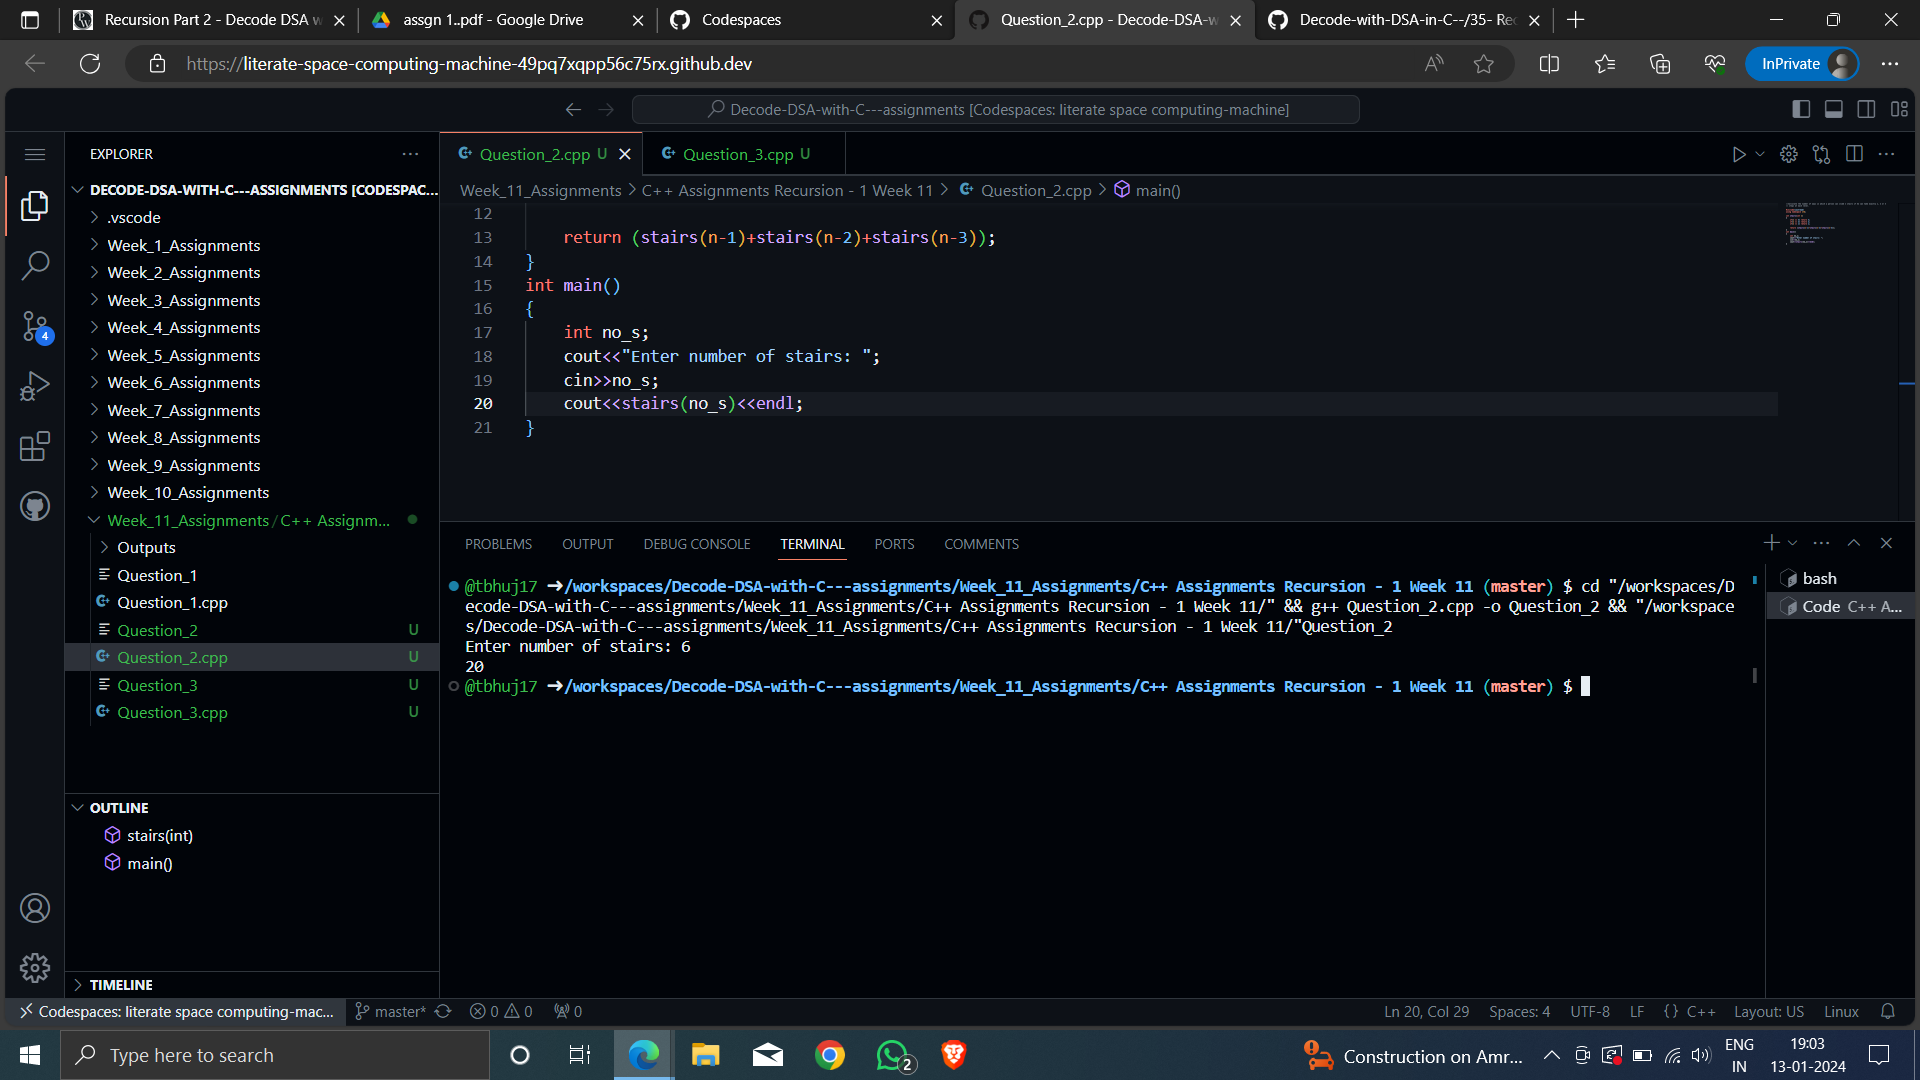 Recursion Part 2 - Decode DSA w
assgn 1..pdf - Google Drive
Codespaces
Question_2.cpp - Decode-DSA-w
Decode-with-DSA-in-C--/35- Rec
https://literate-space-computing-machine-49pq7xqpp56c75rx.github.dev
InPrivate
Decode-DSA-with-C---assignments [Codespaces: literate space computing-machine]
EXPLORER
DECODE-DSA-WITH-C---ASSIGNMENTS [CODESPAC...
.vscode
Week_1_Assignments
Week_2_Assignments
Week_3_Assignments
Week_4_Assignments
Week_5_Assignments
Week_6_Assignments
Week_7_Assignments
Week_8_Assignments
Week_9_Assignments
Week_10_Assignments
Week_11_Assignments / C++ Assignm...
Outputs
Question_1
Question_1.cpp
Question_2 U
Question_2.cpp U
Question_3 U
Question_3.cpp U
OUTLINE
stairs(int)
main()
TIMELINE
4
Question_2.cpp U
Question_3.cpp U
Week_11_Assignments > C++ Assignments Recursion - 1 Week 11 > Question_2.cpp > main()
12
13 return (stairs(n-1)+stairs(n-2)+stairs(n-3));
14 }
15 int main()
16 {
17 int no_s;
18 cout<<"Enter number of stairs: ";
19 cin>>no_s;
20 cout<<stairs(no_s)<<endl;
21 }
PROBLEMS OUTPUT DEBUG CONSOLE TERMINAL PORTS COMMENTS
@tbhuj17 ➜/workspaces/Decode-DSA-with-C---assignments/Week_11_Assignments/C++ Assignments Recursion - 1 Week 11 (master) $ cd "/workspaces/D
ecode-DSA-with-C---assignments/Week_11_Assignments/C++ Assignments Recursion - 1 Week 11/" && g++ Question_2.cpp -o Question_2 && "/workspace
s/Decode-DSA-with-C---assignments/Week_11_Assignments/C++ Assignments Recursion - 1 Week 11/"Question_2
Enter number of stairs: 6
20
@tbhuj17 ➜/workspaces/Decode-DSA-with-C---assignments/Week_11_Assignments/C++ Assignments Recursion - 1 Week 11 (master) $
bash
Code C++ A...
Codespaces: literate space computing-mac...
master*
0 0
0
Ln 20, Col 29
Spaces: 4
UTF-8
LF
{} C++
Layout: US
Linux
Type here to search
2
Construction on Amr...
ENG
IN
19:03
13-01-2024